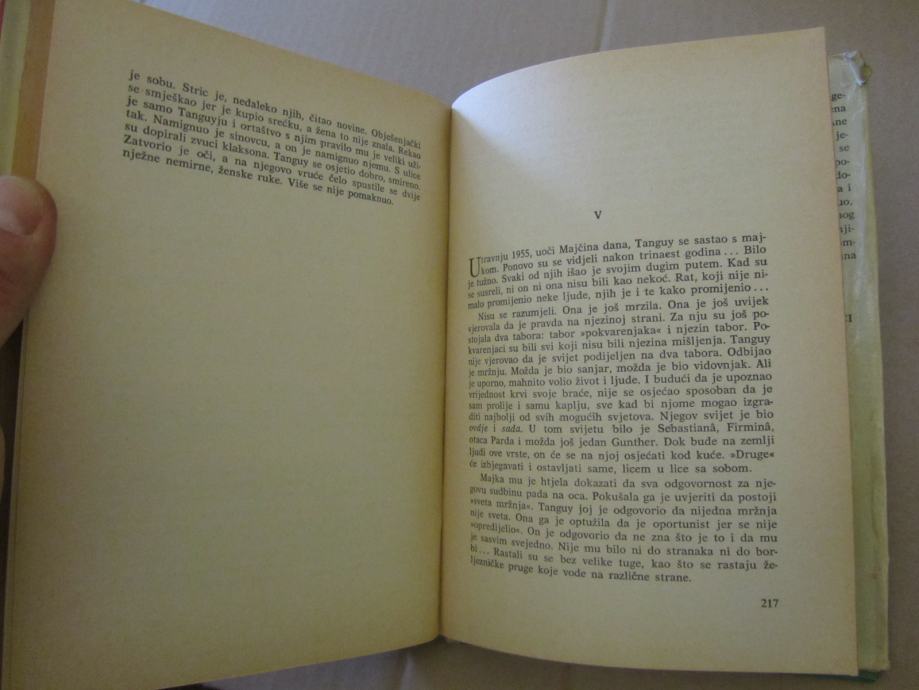 je sobu. Stric je, nedaleko njih, čitao novine. Obješenjački
se smješkao jer je kupio srećku, a žena to nije znala. Rekao
je samo Tanguyju i ortaštvo s njim pravilo mu je veliki uži-
tak. Namignuo je sinovcu, a on je namignuo njemu. S ulice
su dopirali zvuci klaksona. Tanguy se osjetio dobro, smireno.
Zatvorio je oči, a na njegovo vruće čelo spustile se dvije
nježne nemirne, ženske ruke. Više se nije pomaknuo.
V
U travnju 1955, uoči Majčina dana, Tanguy se sastao s maj-
kom. Ponovo su se vidjeli nakon trinaest godina... Bilo
je tužno. Svaki od njih išao je svojim dugim putem. Kad su
se susreli, ni on ni ona nisu bili kao nekoć. Rat, koji nije ni-
malo promijenio neke ljude, njih je i te kako promijenio...
Nisu se razumjeli. Ona je još mrzila. Ona je još uvijek
vjerovala da je pravda na njezinoj strani. Za nju su još po-
stojala dva tabora: tabor »pokvarenjaka« i njezin tabor. Po-
kvarenjaci su bili svi koji nisu bili njezina mišljenja. Tanguy
nije vjerovao da je svijet podijeljen na dva tabora. Odbijao
je mržnju. Možda je bio sanjar, možda je bio vidovnjak. Ali
je uporno, mahnito volio život i ljude. I budući da je upoznao
vrijednost krvi svoje braće, nije se osjećao sposoban da je
sam prolije i samu kaplju, sve kad bi njome mogao izgra-
diti najbolji od svih mogućih svjetova. Njegov svijet je bio
ovdje i sada. U tom svijetu bilo je Sebastianâ, Firminâ,
otaca Parda i možda još jedan Gunther. Dok bude na zemlji
ljudi ove vrste, on će se na njoj osjećati kod kuće. »Druge«
će izbjegavati i ostavljati same, licem u lice sa sobom.
Majka mu je htjela dokazati da sva odgovornost za nje-
govu sudbinu pada na oca. Pokušala ga je uvjeriti da postoji
»sveta mržnja«. Tanguy joj je odgovorio da nijedna mržnja
nije sveta. Ona ga je optužila da je oportunist jer se nije
»opredijelio«. On je odgovorio da ne zna što je to i da mu
je sasvim svejedno. Nije mu bilo ni do stranaka ni do bor-
bi... Rastali su se bez velike tuge, kao što se rastaju že-
ljezničke pruge koje vode na različne strane.
217